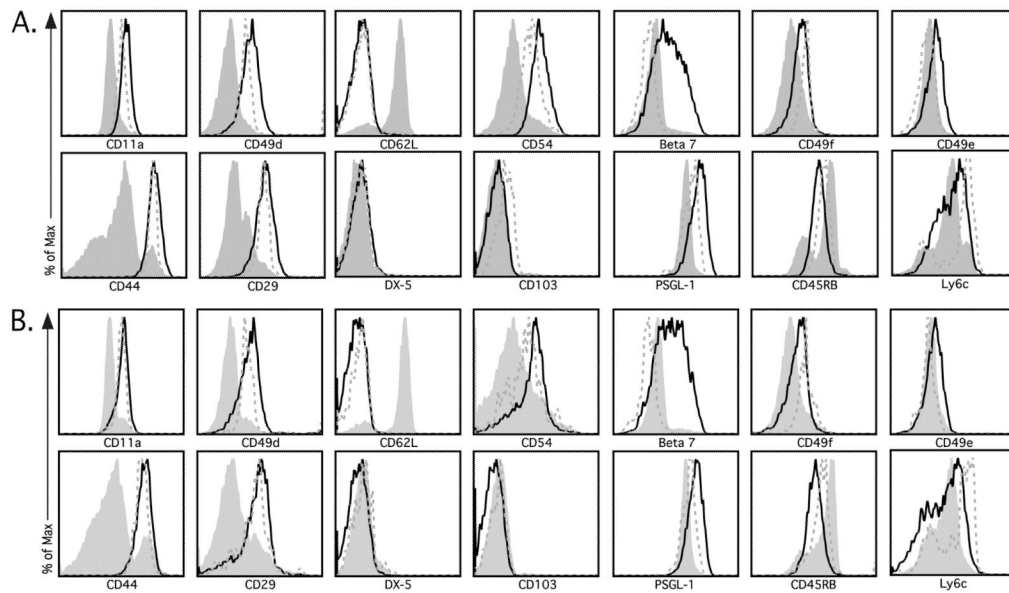 A.
% of Max
CD11a CD49d CD62L CD54 Beta 7 CD49f CD49e
CD44 CD29 DX-5 CD103 PSGL-1 CD45RB Ly6c
B.
% of Max
CD11a CD49d CD62L CD54 Beta 7 CD49f CD49e
CD44 CD29 DX-5 CD103 PSGL-1 CD45RB Ly6c